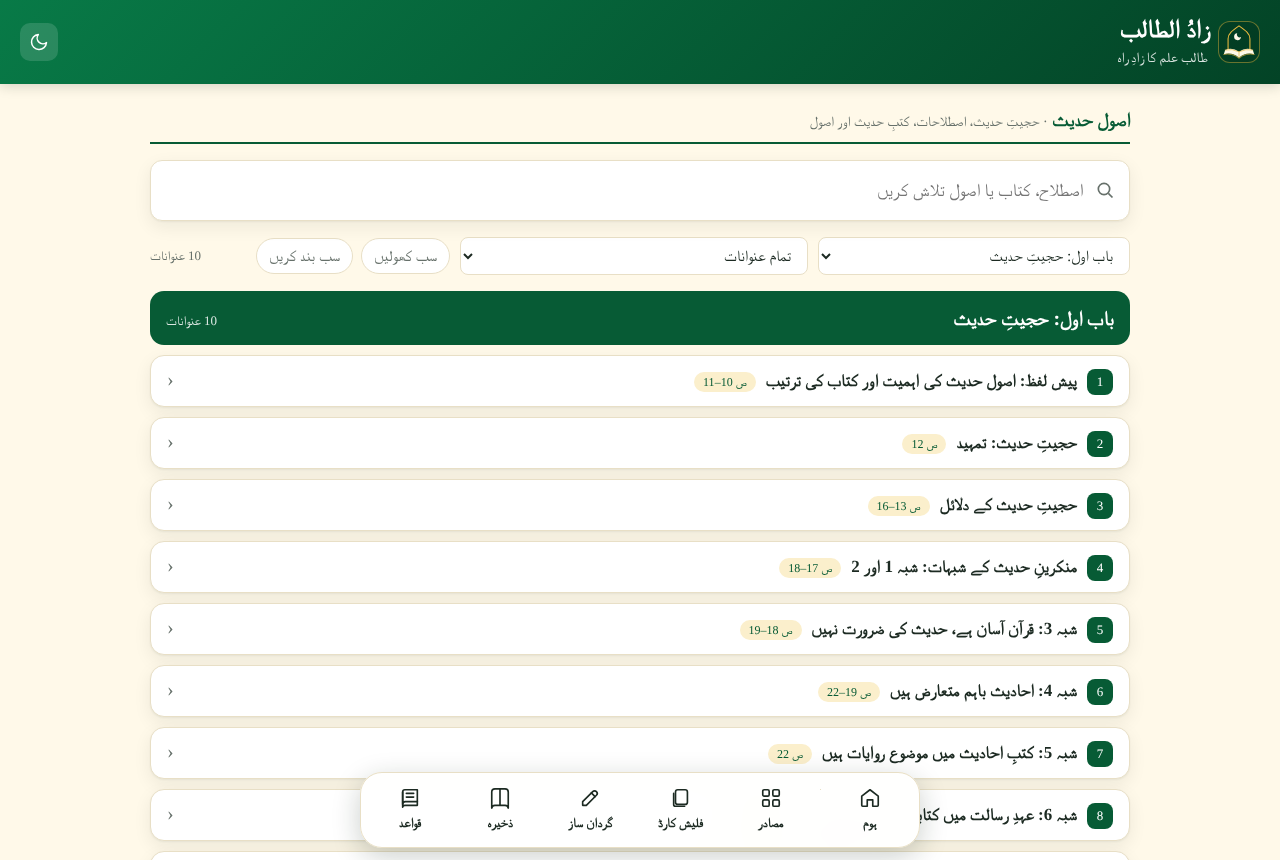 زادُ الطالب
طالب علم کا زادِ راہ
اصول حدیث · حجیتِ حدیث، اصطلاحات، کتبِ حدیث اور اصول
اصطلاح، کتاب یا اصول تلاش کریں
باب اول: حجیتِ حدیث
تمام عنوانات
سب کھولیں
سب بند کریں
10 عنوانات
باب اول: حجیتِ حدیث
10 عنوانات
1 پیش لفظ: اصول حدیث کی اہمیت اور کتاب کی ترتیب ص 10–11
2 حجیتِ حدیث: تمہید ص 12
3 حجیتِ حدیث کے دلائل ص 13–16
4 منکرینِ حدیث کے شبہات: شبہ 1 اور 2 ص 17–18
5 شبہ 3: قرآن آسان ہے، حدیث کی ضرورت نہیں ص 18–19
6 شبہ 4: احادیث باہم متعارض ہیں ص 19–22
7 شبہ 5: کتبِ احادیث میں موضوع روایات ہیں ص 22
8 شبہ 6: عہدِ رسالت میں
ہوم
مصادر
فلیش کارڈ
گردان ساز
ذخیرہ
قواعد